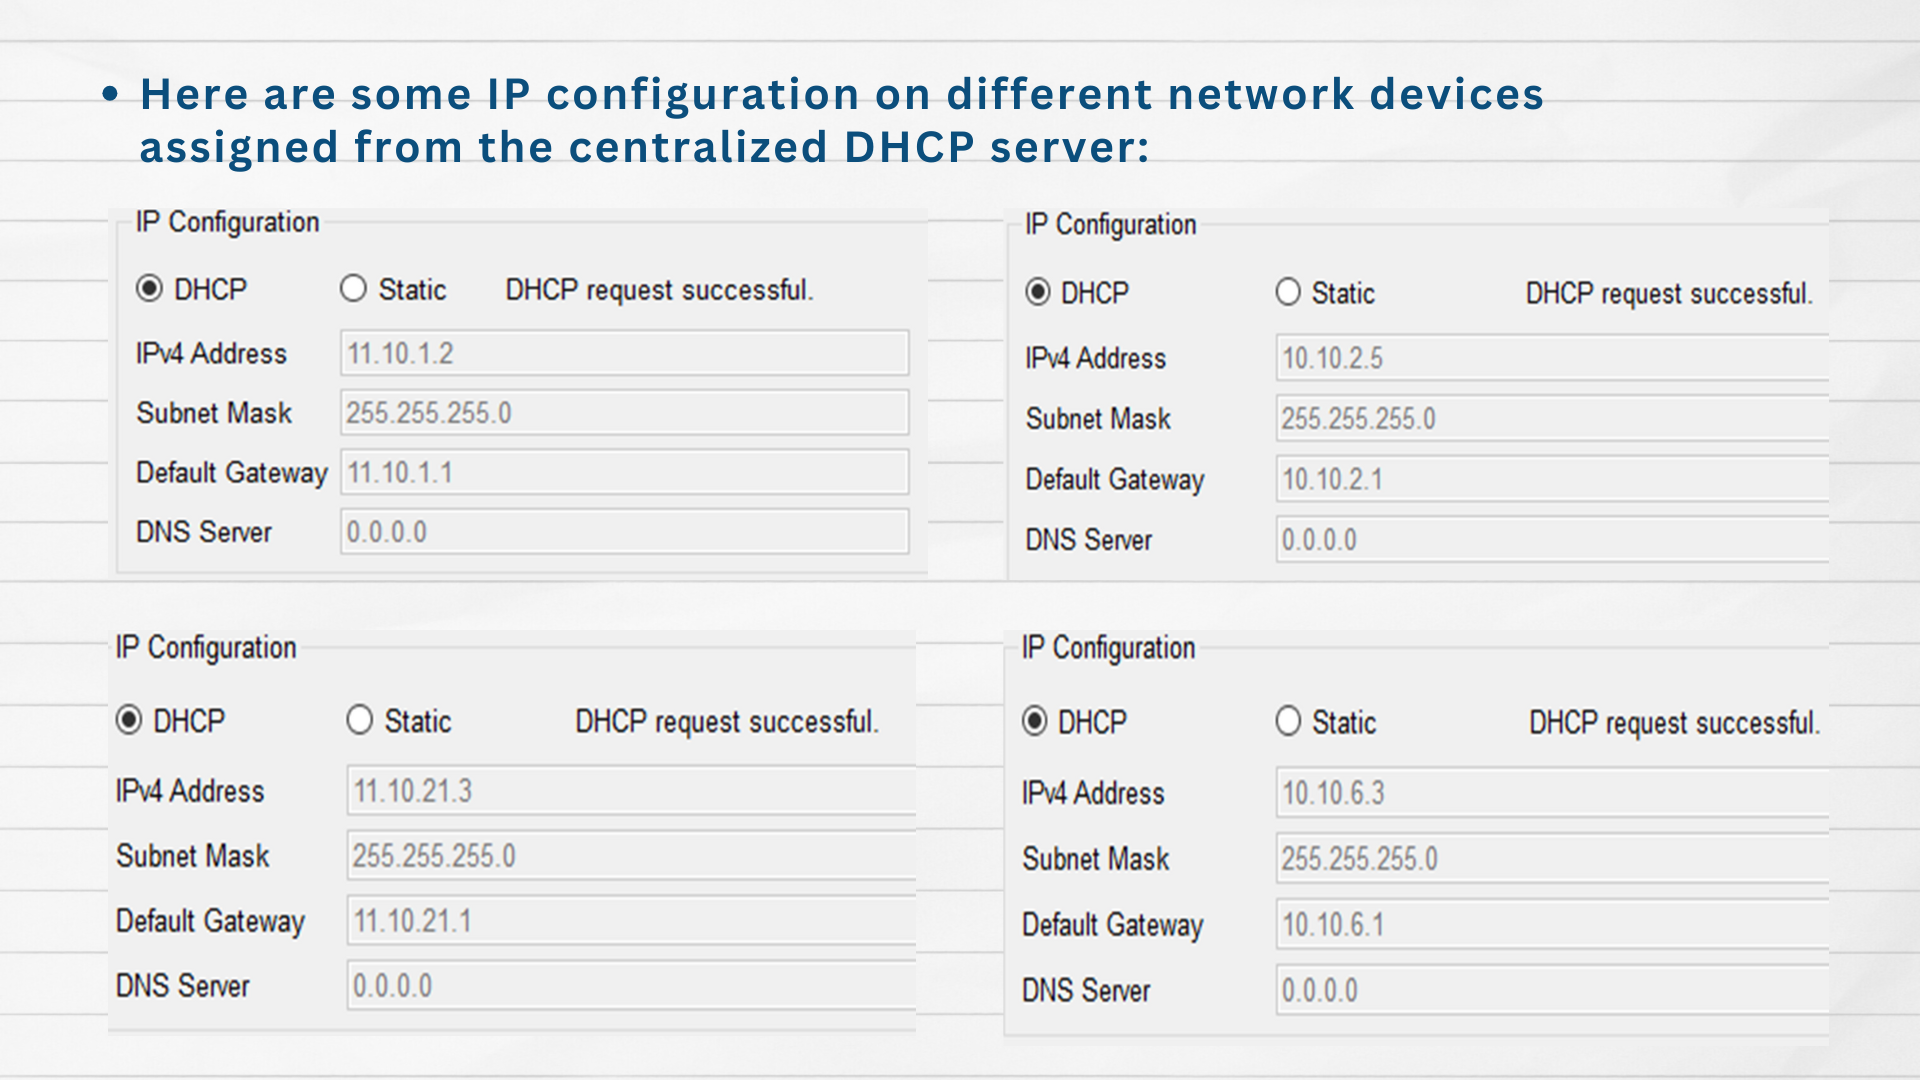 • Here are some IP configuration on different network devices
assigned from the centralized DHCP server:
IP Configuration
DHCP Static DHCP request successful.
IPv4 Address 11.10.1.2
Subnet Mask 255.255.255.0
Default Gateway 11.10.1.1
DNS Server 0.0.0.0
IP Configuration
DHCP Static DHCP request successful.
IPv4 Address 10.10.2.5
Subnet Mask 255.255.255.0
Default Gateway 10.10.2.1
DNS Server 0.0.0.0
IP Configuration
DHCP Static DHCP request successful.
IPv4 Address 11.10.21.3
Subnet Mask 255.255.255.0
Default Gateway 11.10.21.1
DNS Server 0.0.0.0
IP Configuration
DHCP Static DHCP request successful.
IPv4 Address 10.10.6.3
Subnet Mask 255.255.255.0
Default Gateway 10.10.6.1
DNS Server 0.0.0.0